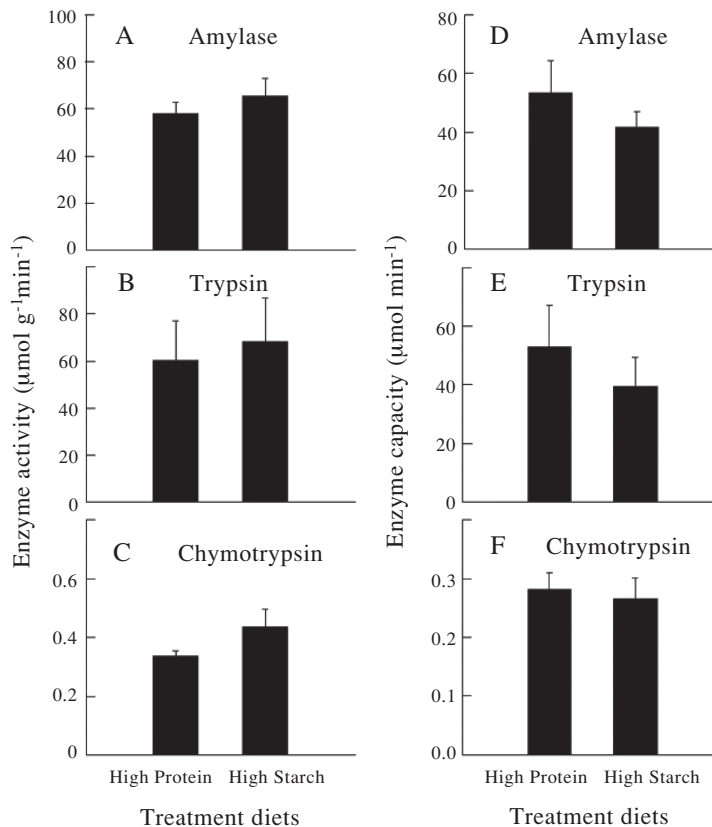 Enzyme activity (µmol g⁻¹min⁻¹)
A Amylase
100
80
60
40
20
0
B Trypsin
80
60
40
20
0
C Chymotrypsin
0.6
0.4
0.2
0
High Protein High Starch
Treatment diets
Enzyme capacity (µmol min⁻¹)
D Amylase
80
60
40
20
0
E Trypsin
60
40
20
0
F Chymotrypsin
0.3
0.2
0.1
0.0
High Protein High Starch
Treatment diets